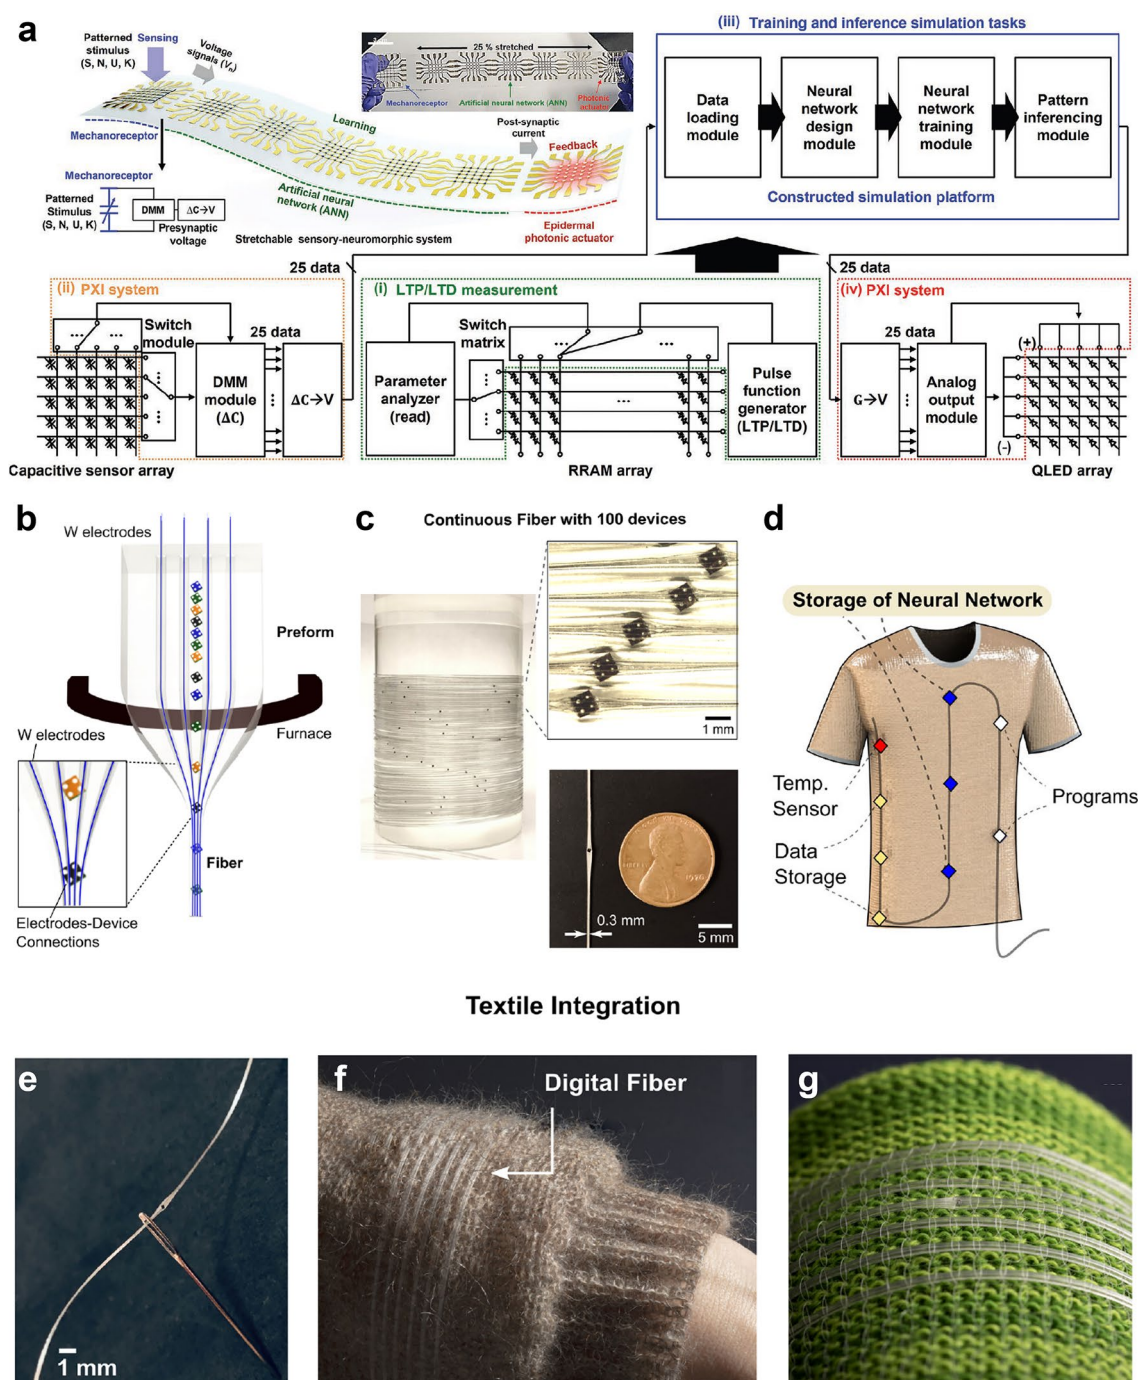 a
Patterned
stimulus
(S, N, U, K)
Sensing
Voltage
signals (Vn)
25 % stretched
Mechanoreceptor
Artificial neural network (ANN)
Photonic
actuator
Mechanoreceptor
Learning
Artificial neural
network (ANN)
Post-synaptic
current
Feedback
Epidermal
photonic actuator
Mechanoreceptor
Patterned
Stimulus
(S, N, U, K)
DMM
ΔC→V
Presynaptic
voltage
Stretchable sensory-neuromorphic system
(iii) Training and inference simulation tasks
Data
loading
module
Neural
network
design
module
Neural
network
training
module
Pattern
inferencing
module
Constructed simulation platform
25 data
25 data
(ii) PXI system
Switch
module
25 data
DMM
module
(ΔC)
ΔC→V
Capacitive sensor array
(i) LTP/LTD measurement
Parameter
analyzer
(read)
Switch
matrix
Pulse
function
generator
(LTP/LTD)
RRAM array
(iv) PXI system
25 data
G→V
Analog
output
module
(+)
(-)
QLED array
b
W electrodes
Preform
Furnace
W electrodes
Fiber
Electrodes-Device
Connections
c
Continuous Fiber with 100 devices
1 mm
0.3 mm
5 mm
d
Storage of Neural Network
Temp.
Sensor
Data
Storage
Programs
Textile Integration
e
1 mm
f
Digital Fiber
g